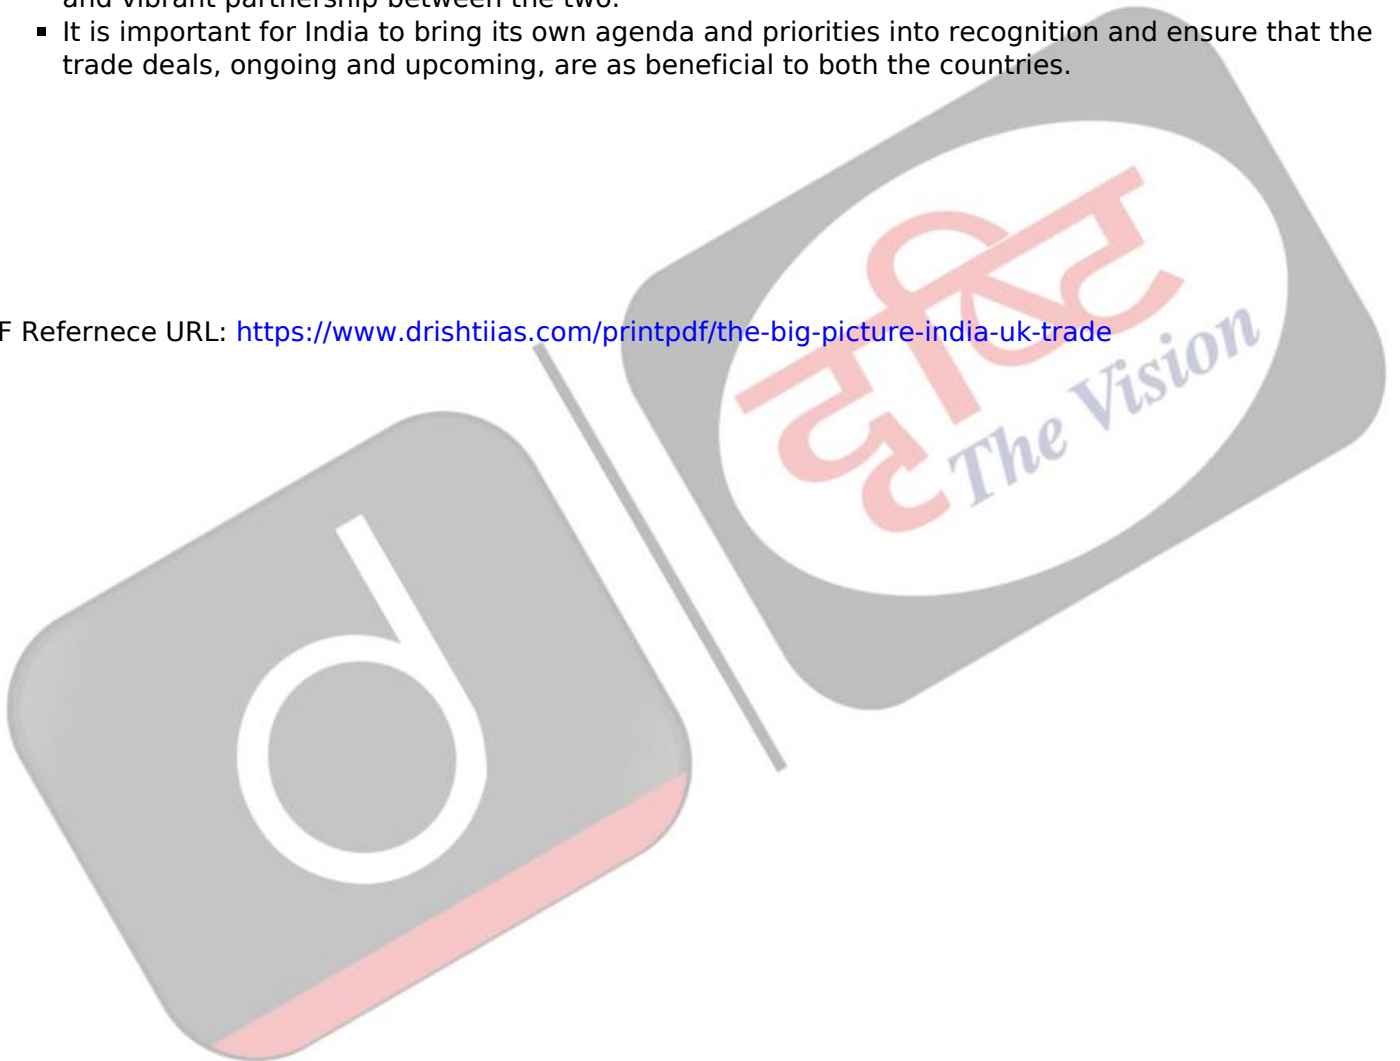 and vibrant partnership between the two.
▪ It is important for India to bring its own agenda and priorities into recognition and ensure that the
trade deals, ongoing and upcoming, are as beneficial to both the countries.
F Refernece URL: https://www.drishtiias.com/printpdf/the-big-picture-india-uk-trade
दृष्टि
The Vision
d